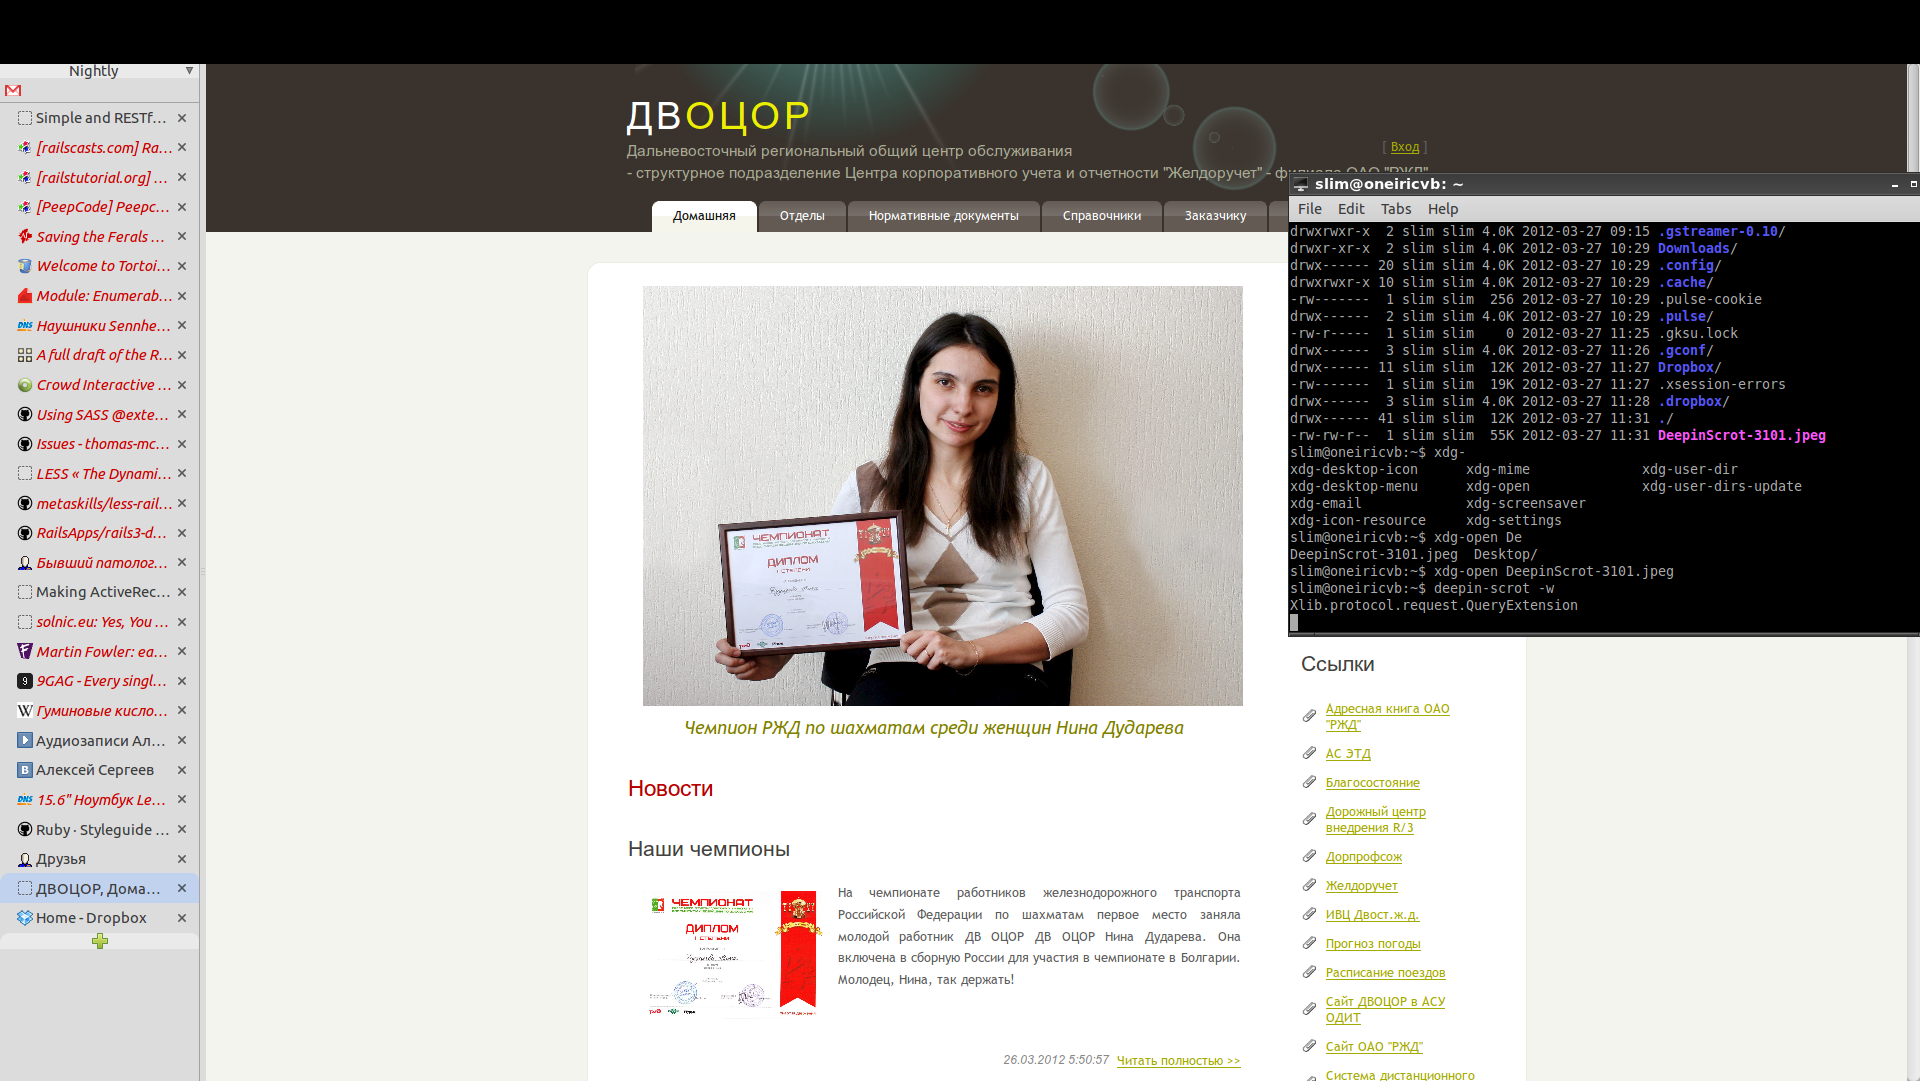 Nightly
Simple and RESTf...
[railscasts.com] Ra...
[railstutorial.org] ...
[PeepCode] Peepc...
Saving the Ferals ...
Welcome to Tortoi...
Module: Enumerab...
Наушники Sennhe...
A full draft of the R...
Crowd Interactive ...
Using SASS @exte...
Issues - thomas-mc...
LESS « The Dynami...
metaskills/less-rail...
RailsApps/rails3-d...
Бывший патолог...
Making ActiveRec...
solnic.eu: Yes, You ...
Martin Fowler: ea...
9GAG - Every singl...
Гуминовые кисло...
Аудиозаписи Ал...
Алексей Сергеев
15.6" Ноутбук Le...
Ruby · Styleguide ...
Друзья
ДВОЦОР, Дома...
Home - Dropbox
ДВОЦОР
Дальневосточный региональный общий центр обслуживания
- структурное подразделение Центра корпоративного учета и отчетности "Желдоручет" - филиала ОАО "РЖД"
[ Вход ]
Домашняя Отделы Нормативные документы Справочники Заказчику
ЧЕМПИОНАТ
ДИПЛОМ
I СТЕПЕНИ
Чемпион РЖД по шахматам среди женщин Нина Дударева
Новости
Наши чемпионы
ЧЕМПИОНАТ
ДИПЛОМ
I СТЕПЕНИ
На чемпионате работников железнодорожного транспорта
Российской Федерации по шахматам первое место заняла
молодой работник ДВ ОЦОР ДВ ОЦОР Нина Дударева. Она
включена в сборную России для участия в чемпионате в Болгарии.
Молодец, Нина, так держать!
26.03.2012 5:50:57 Читать полностью >>
slim@oneiricvb: ~
File Edit Tabs Help
drwxrwxr-x  2 slim slim 4.0K 2012-03-27 09:15 .gstreamer-0.10/
drwxr-xr-x  2 slim slim 4.0K 2012-03-27 10:29 Downloads/
drwx------ 20 slim slim 4.0K 2012-03-27 10:29 .config/
drwxrwxr-x 10 slim slim 4.0K 2012-03-27 10:29 .cache/
-rw-------  1 slim slim  256 2012-03-27 10:29 .pulse-cookie
drwx------  2 slim slim 4.0K 2012-03-27 10:29 .pulse/
-rw-r-----  1 slim slim    0 2012-03-27 11:25 .gksu.lock
drwx------  3 slim slim 4.0K 2012-03-27 11:26 .gconf/
drwx------ 11 slim slim  12K 2012-03-27 11:27 Dropbox/
-rw-------  1 slim slim  19K 2012-03-27 11:27 .xsession-errors
drwx------  3 slim slim 4.0K 2012-03-27 11:28 .dropbox/
drwx------ 41 slim slim  12K 2012-03-27 11:31 ./
-rw-rw-r--  1 slim slim  55K 2012-03-27 11:31 DeepinScrot-3101.jpeg
slim@oneiricvb:~$ xdg-
xdg-desktop-icon      xdg-mime              xdg-user-dir
xdg-desktop-menu      xdg-open              xdg-user-dirs-update
xdg-email             xdg-screensaver
xdg-icon-resource     xdg-settings
slim@oneiricvb:~$ xdg-open De
DeepinScrot-3101.jpeg  Desktop/
slim@oneiricvb:~$ xdg-open DeepinScrot-3101.jpeg
slim@oneiricvb:~$ deepin-scrot -w
Xlib.protocol.request.QueryExtension
Ссылки
Адресная книга ОАО
"РЖД"
АС ЭТД
Благосостояние
Дорожный центр
внедрения R/3
Дорпрофсож
Желдоручет
ИВЦ Двост.ж.д.
Прогноз погоды
Расписание поездов
Сайт ДВОЦОР в АСУ
ОДИТ
Сайт ОАО "РЖД"
Система дистанционного